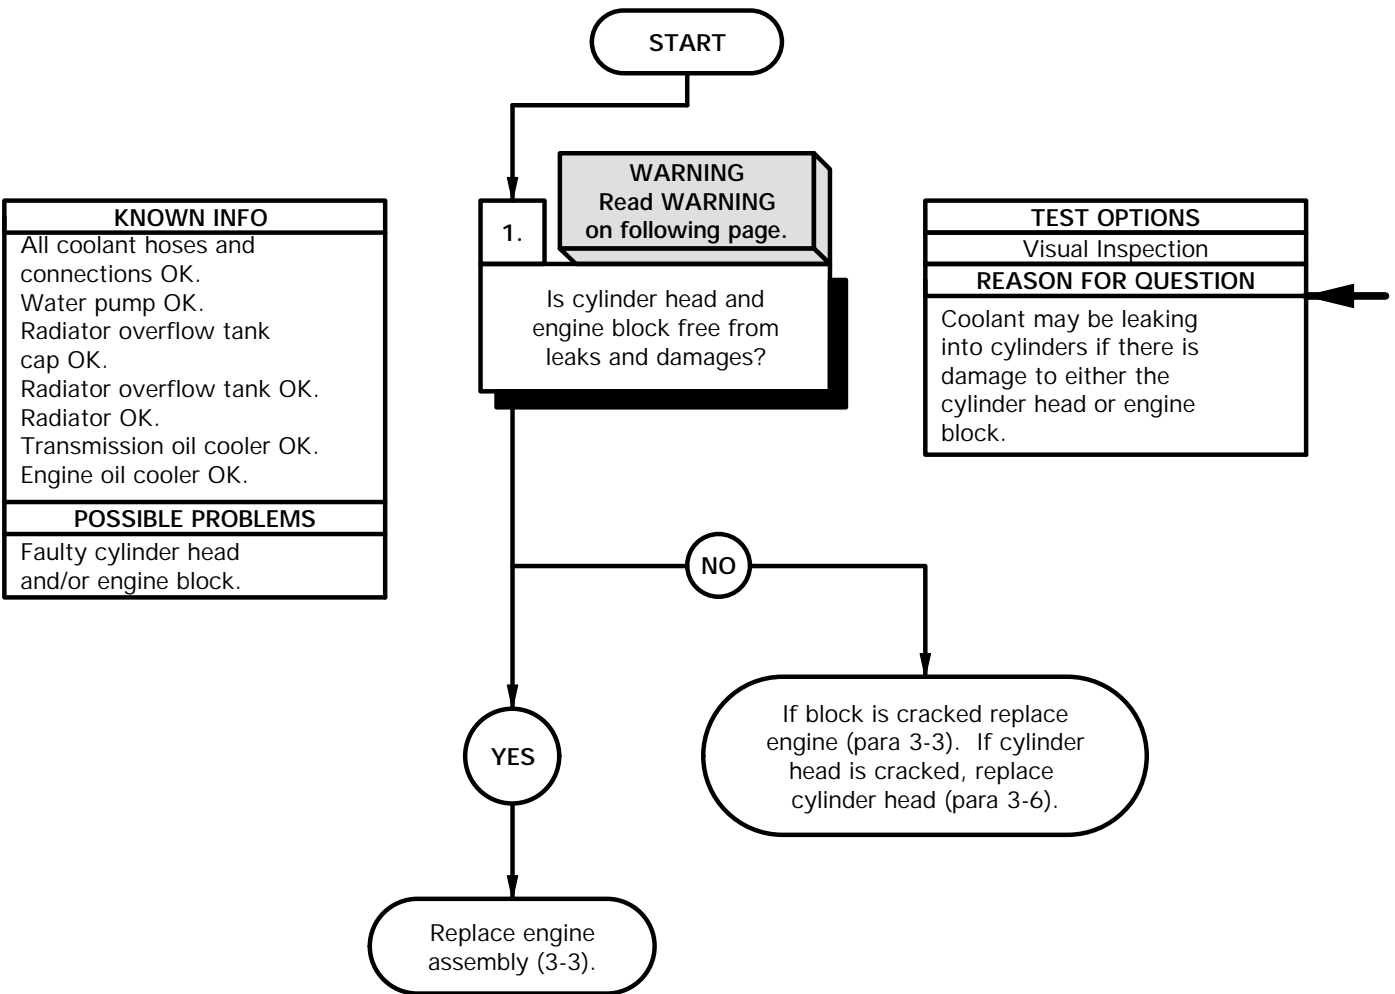 START
KNOWN INFO
All coolant hoses and
connections OK.
Water pump OK.
Radiator overflow tank
cap OK.
Radiator overflow tank OK.
Radiator OK.
Transmission oil cooler OK.
Engine oil cooler OK.
POSSIBLE PROBLEMS
Faulty cylinder head
and/or engine block.
WARNING
Read WARNING
on following page.
1.
Is cylinder head and
engine block free from
leaks and damages?
TEST OPTIONS
Visual Inspection
REASON FOR QUESTION
Coolant may be leaking
into cylinders if there is
damage to either the
cylinder head or engine
block.
NO
If block is cracked replace
engine (para 3-3).  If cylinder
head is cracked, replace
cylinder head (para 3-6).
YES
Replace engine
assembly (3-3).